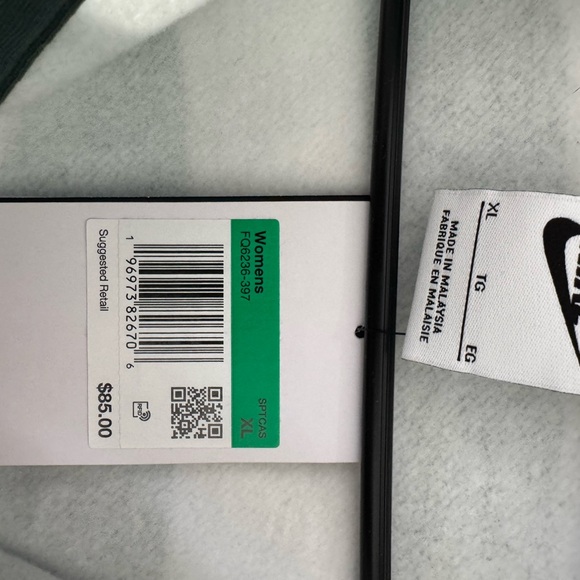 Womens
FQ6236-397
SPTCAS
XL
1 96973 82670 6
RFID
Suggested Retail
$85.00
XL TG EG
MADE IN MALAYSIA
FABRIQUE EN MALAISIE